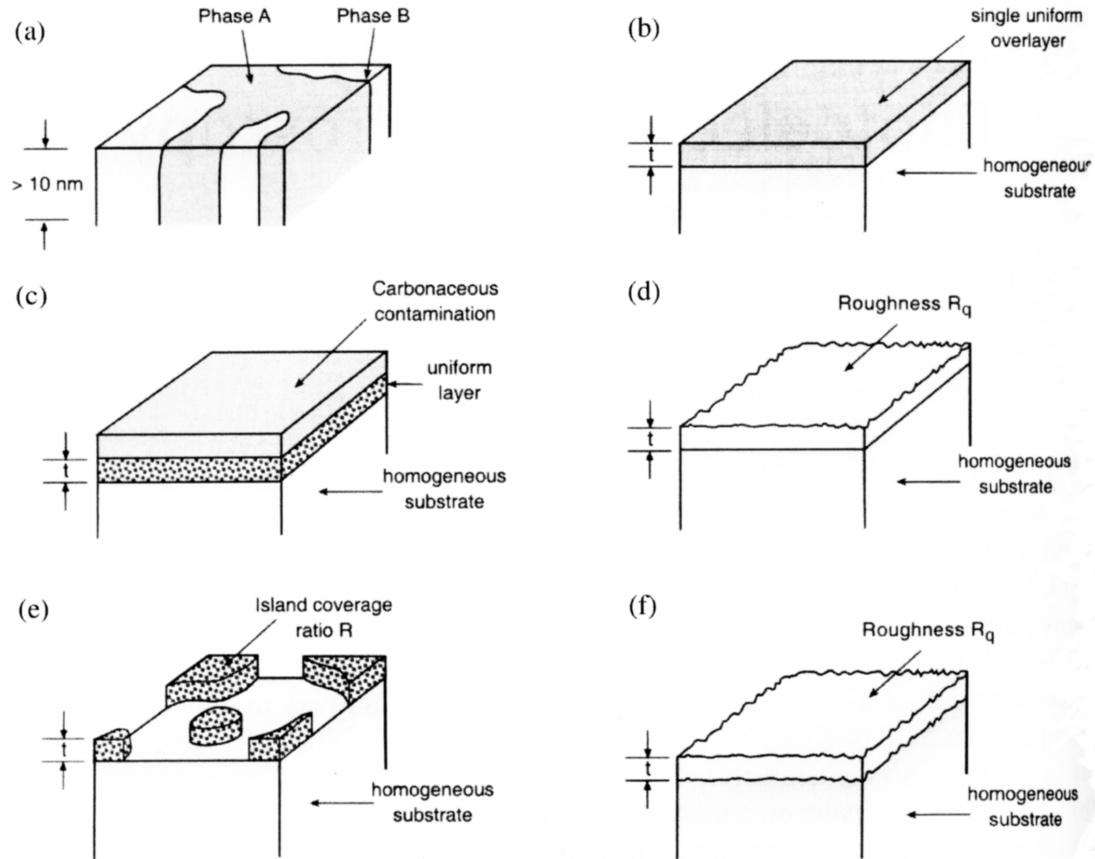 (a)
Phase A
Phase B
> 10 nm
(b)
single uniform
overlayer
t
homogeneous
substrate
(c)
Carbonaceous
contamination
uniform
layer
t
homogeneous
substrate
(d)
Roughness Rq
t
homogeneous
substrate
(e)
Island coverage
ratio R
t
homogeneous
substrate
(f)
Roughness Rq
t
homogeneous
substrate